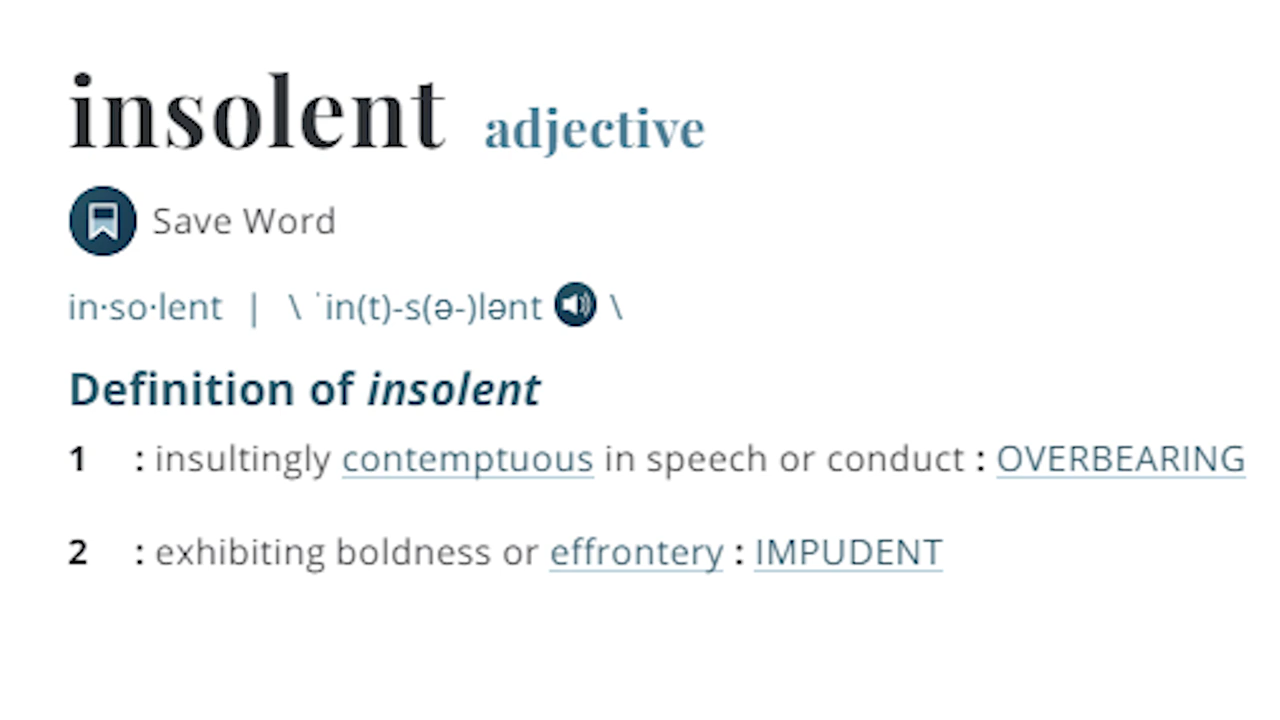 insolent adjective
Save Word
in·so·lent | \ ˈin(t)-s(ə-)lənt \
Definition of insolent
1 : insultingly contemptuous in speech or conduct : OVERBEARING
2 : exhibiting boldness or effrontery : IMPUDENT